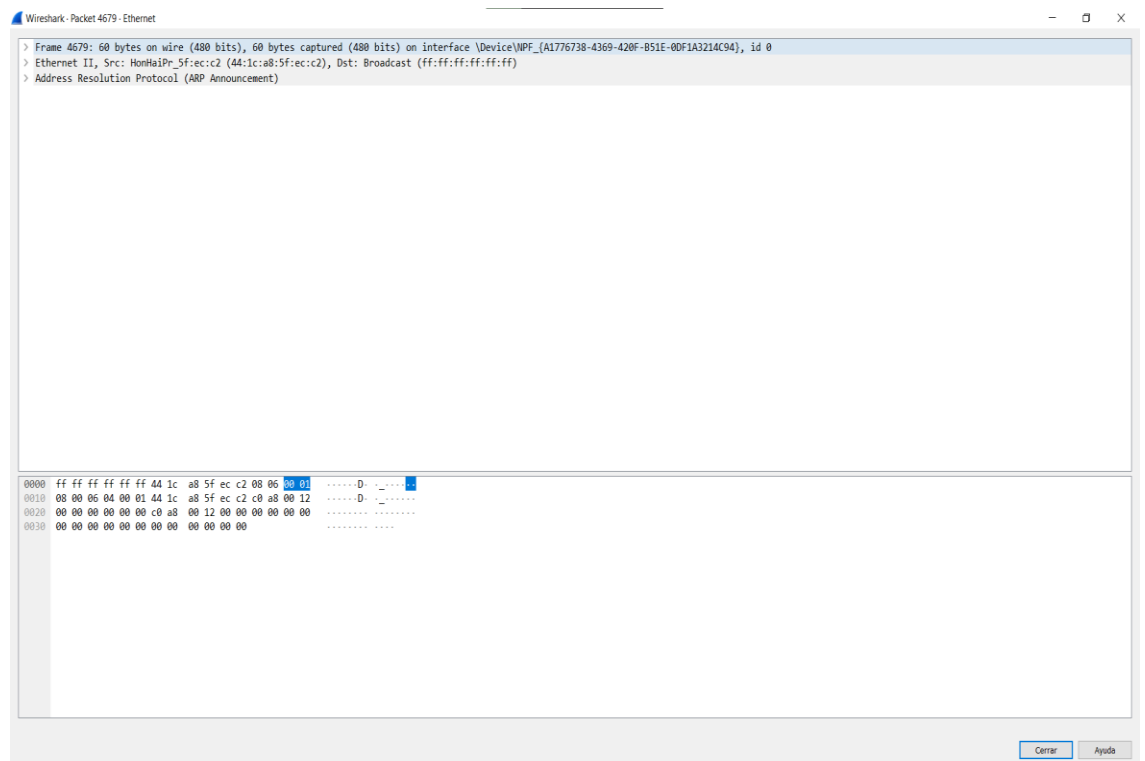 Wireshark · Packet 4679 · Ethernet
> Frame 4679: 60 bytes on wire (480 bits), 60 bytes captured (480 bits) on interface \Device\NPF_{A1776738-4369-420F-B51E-0DF1A3214C94}, id 0
> Ethernet II, Src: HonHaiPr_5f:ec:c2 (44:1c:a8:5f:ec:c2), Dst: Broadcast (ff:ff:ff:ff:ff:ff)
> Address Resolution Protocol (ARP Announcement)
0000 ff ff ff ff ff ff 44 1c a8 5f ec c2 08 06 00 01 ······D· ·_······
0010 08 00 06 04 00 01 44 1c a8 5f ec c2 c0 a8 00 12 ······D· ·_······
0020 00 00 00 00 00 00 c0 a8 00 12 00 00 00 00 00 00 ········ ········
0030 00 00 00 00 00 00 00 00 00 00 00 00 ········ ····
Cerrar Ayuda